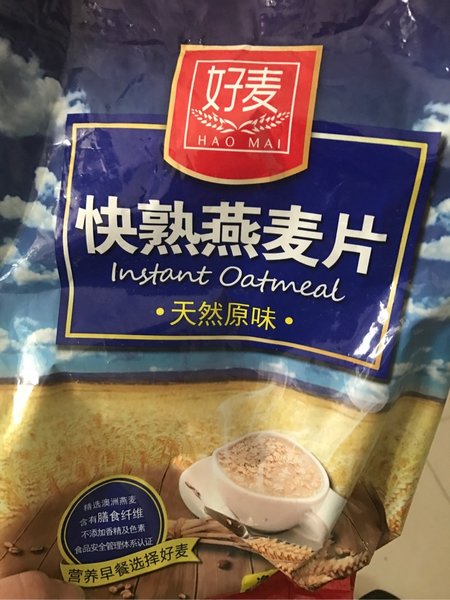 好麦
HAO MAI
快熟燕麦片
Instant Oatmeal
·天然原味·
精选澳洲燕麦
含有膳食纤维
不添加香精及色素
食品安全管理体系认证
营养早餐选择好麦